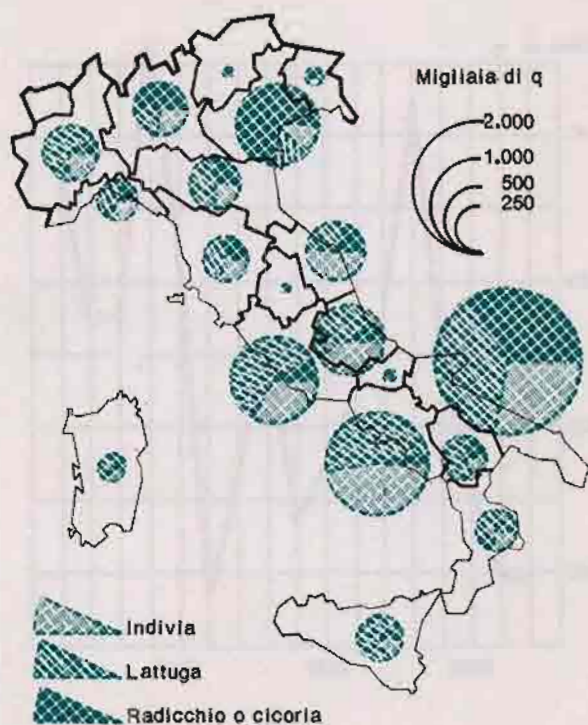 Migliaia di q
2.000
1.000
500
250
Indivia
Lattuga
Radicchio o cicoria